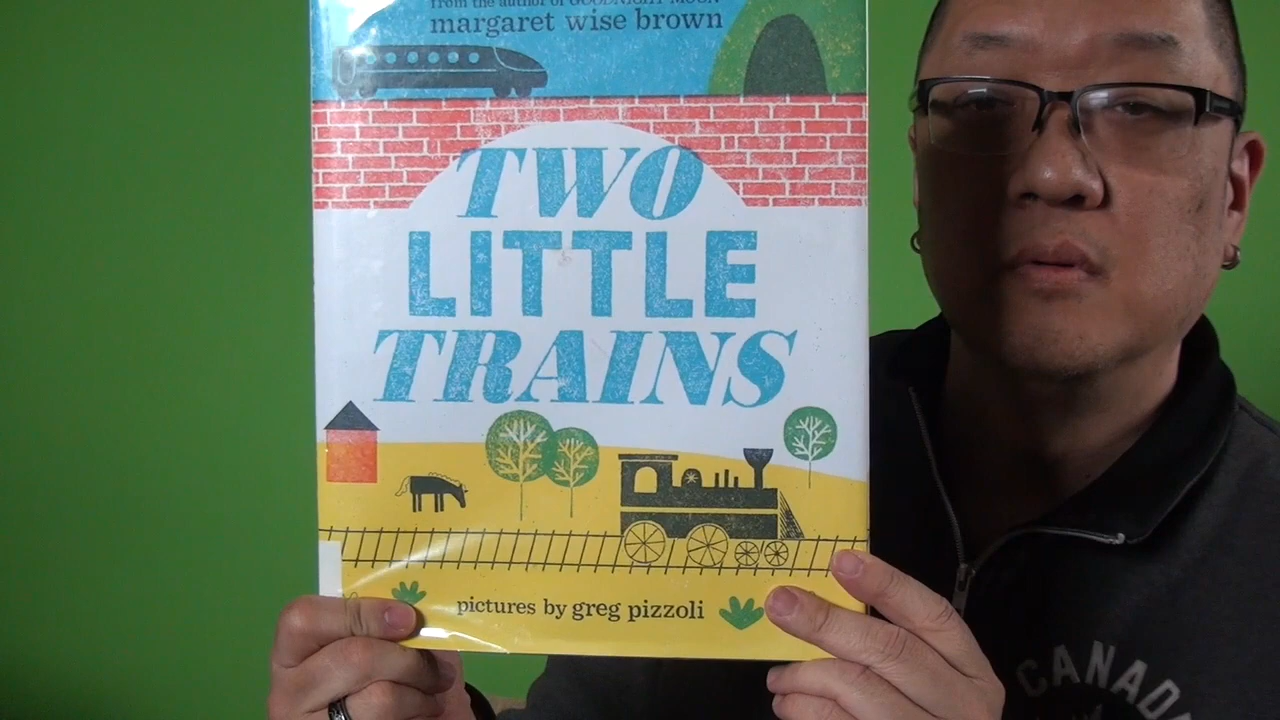 from the author of GOODNIGHT MOON
margaret wise brown
TWO
LITTLE
TRAINS
pictures by greg pizzoli
CANADA